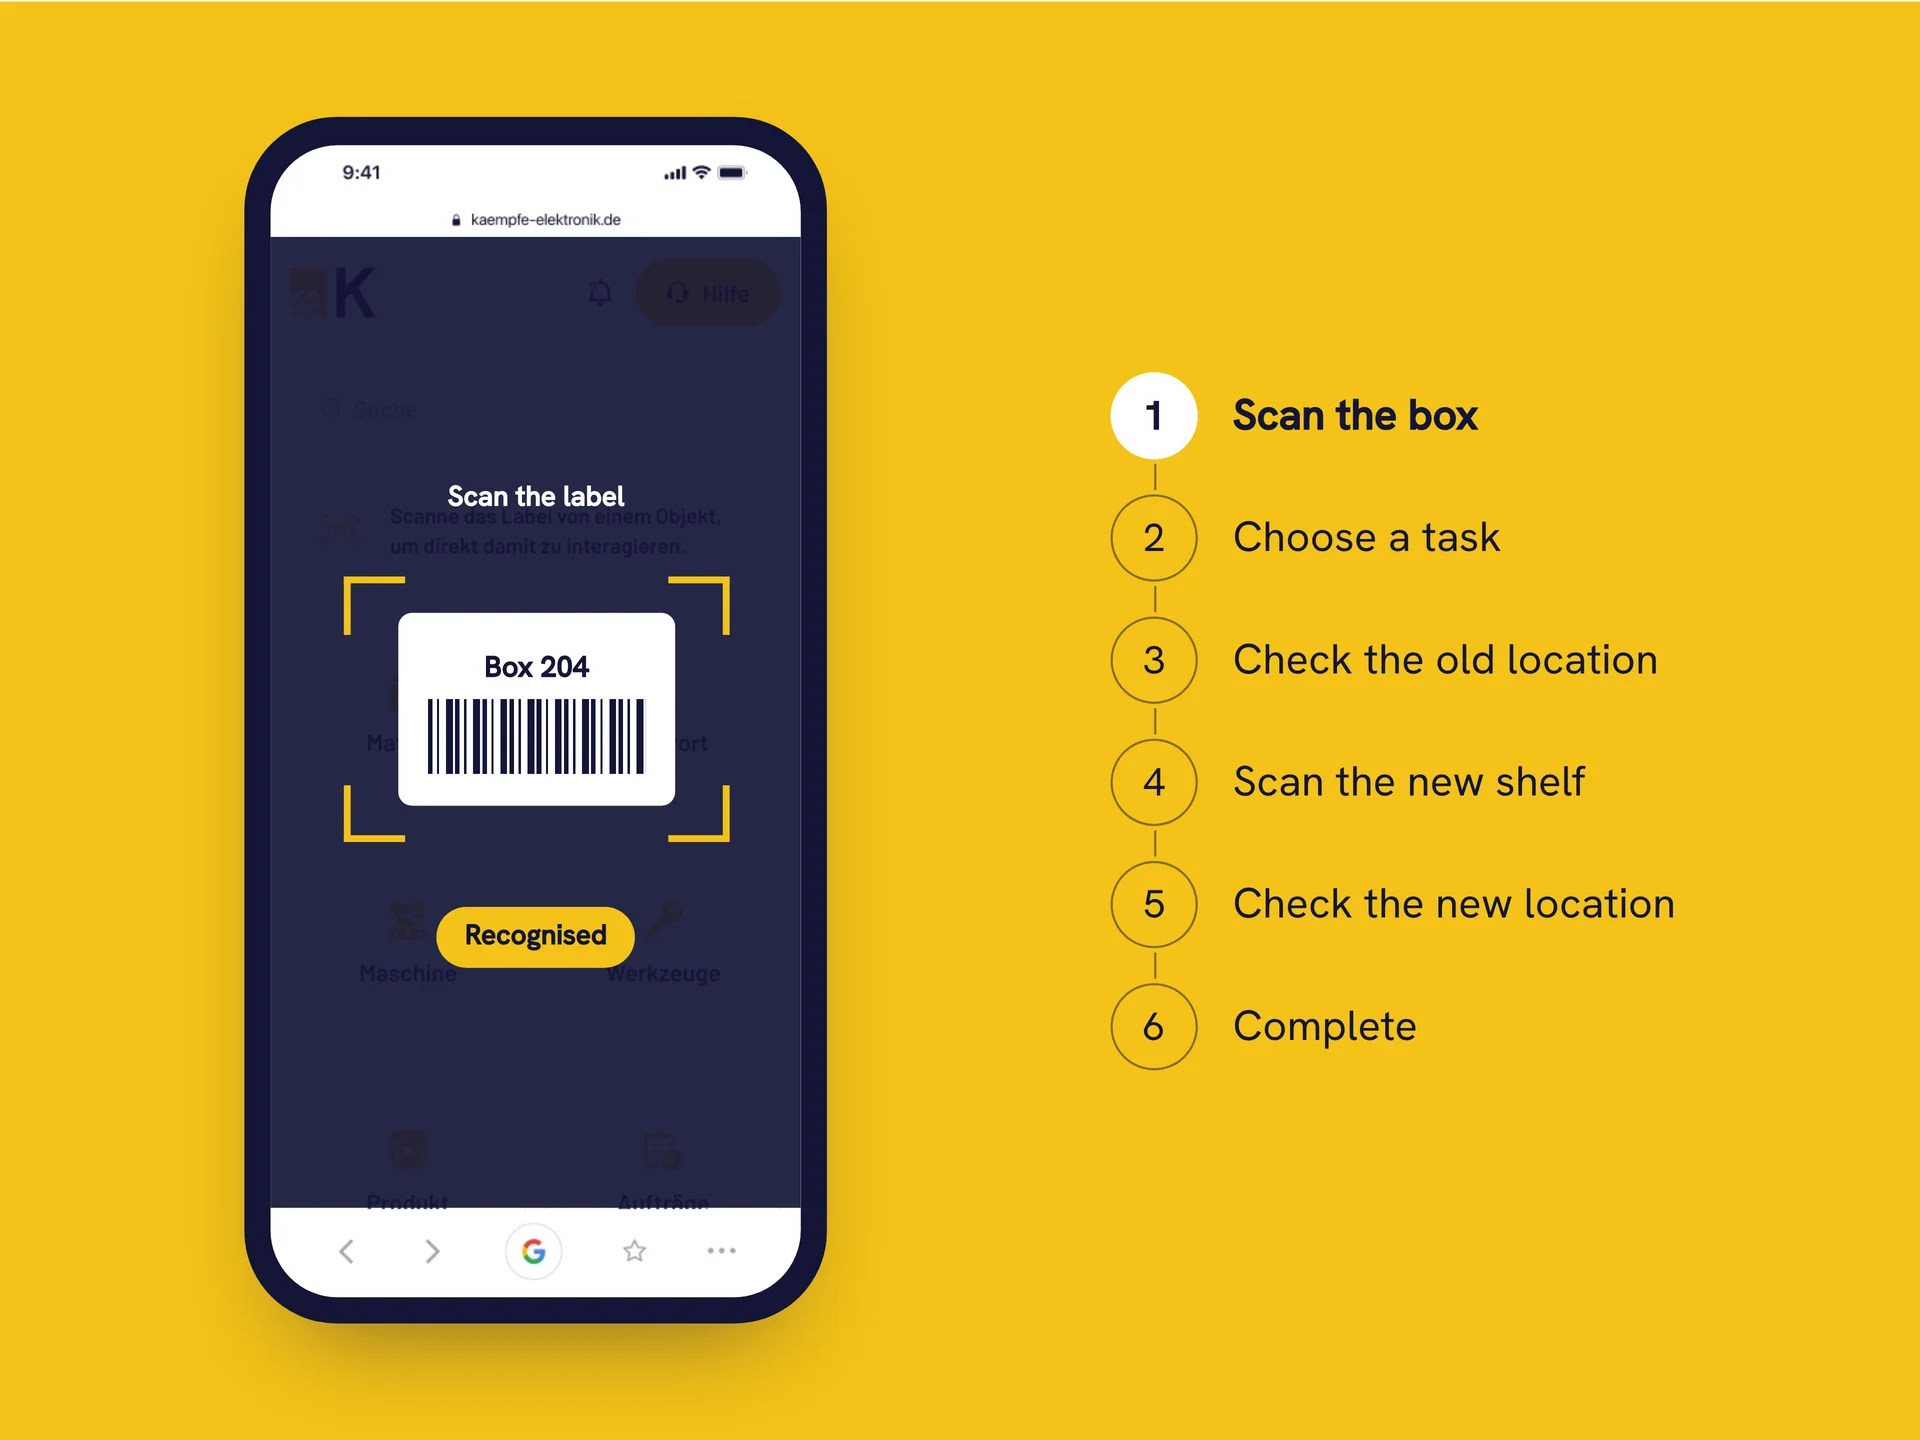 9:41
kaempfe-elektronik.de
K
Hilfe
Suche
Scan the label
Scanne das Label von einem Objekt,
um direkt damit zu interagieren.
Box 204
Recognised
Maschine
Werkzeuge
Produkt
Aufträge
1 Scan the box
2 Choose a task
3 Check the old location
4 Scan the new shelf
5 Check the new location
6 Complete